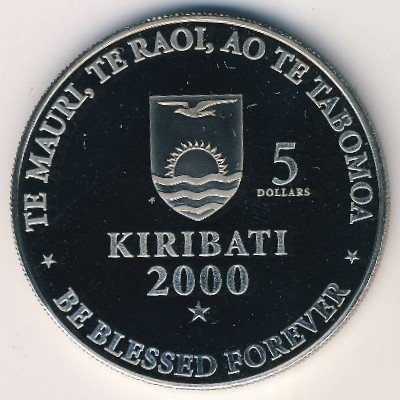 TE MAURI, TE RAOI, AO TE TABOMOA
5
DOLLARS
KIRIBATI
2000
BE BLESSED FOREVER